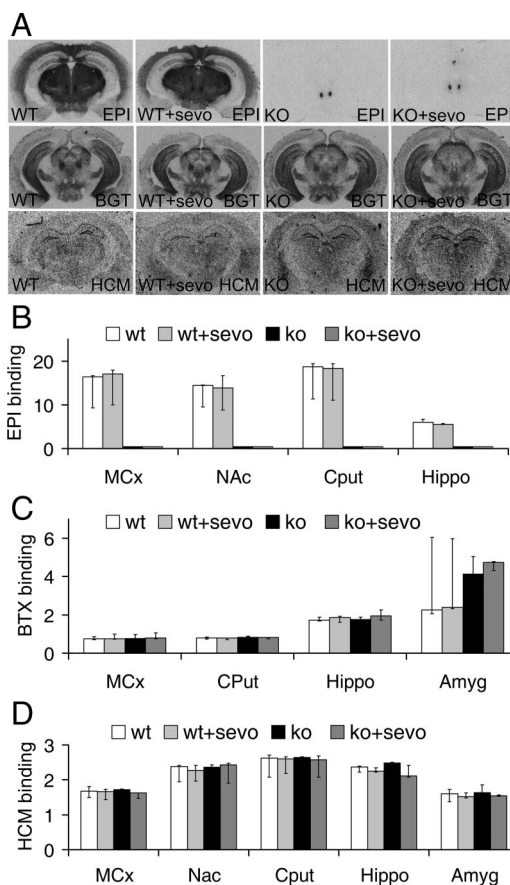 A
WT EPI WT+sevo EPI KO EPI KO+sevo EP
WT BGT WT+sevo BGT KO BGT KO+sevo BGT
WT HCM WT+sevo HCM KO HCM KO+sevo HCM
B
wt wt+sevo ko ko+sevo
EPI binding
20
10
0
MCx NAc Cput Hippo
C
wt wt+sevo ko ko+sevo
BTX binding
6
4
2
0
MCx CPut Hippo Amyg
D
wt wt+sevo ko ko+sevo
HCM binding
3
2
1
0
MCx Nac Cput Hippo Amyg